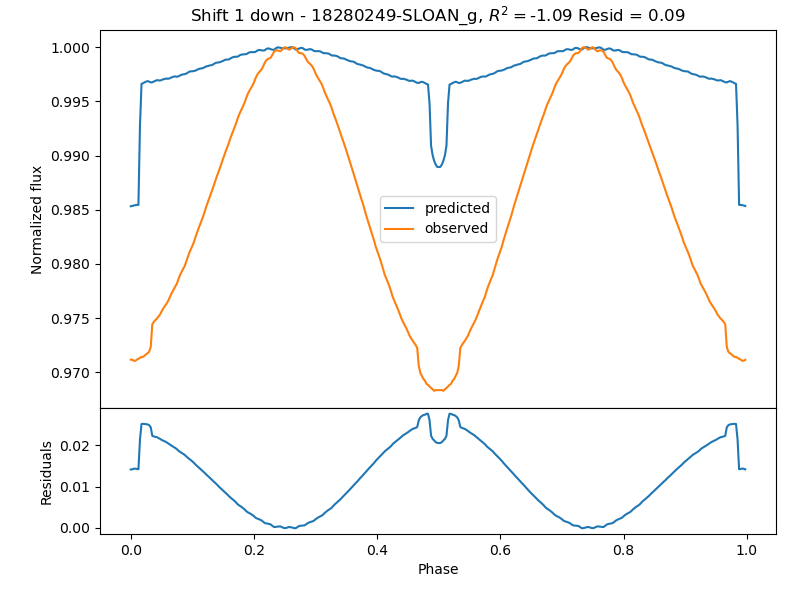 Shift 1 down - 18280249-SLOAN_g, $R^2$ = -1.09 Resid = 0.09
1.000
0.995
0.990
0.985
0.980
0.975
0.970
Normalized flux
predicted
observed
0.02
0.01
0.00
Residuals
0.0 0.2 0.4 0.6 0.8 1.0
Phase